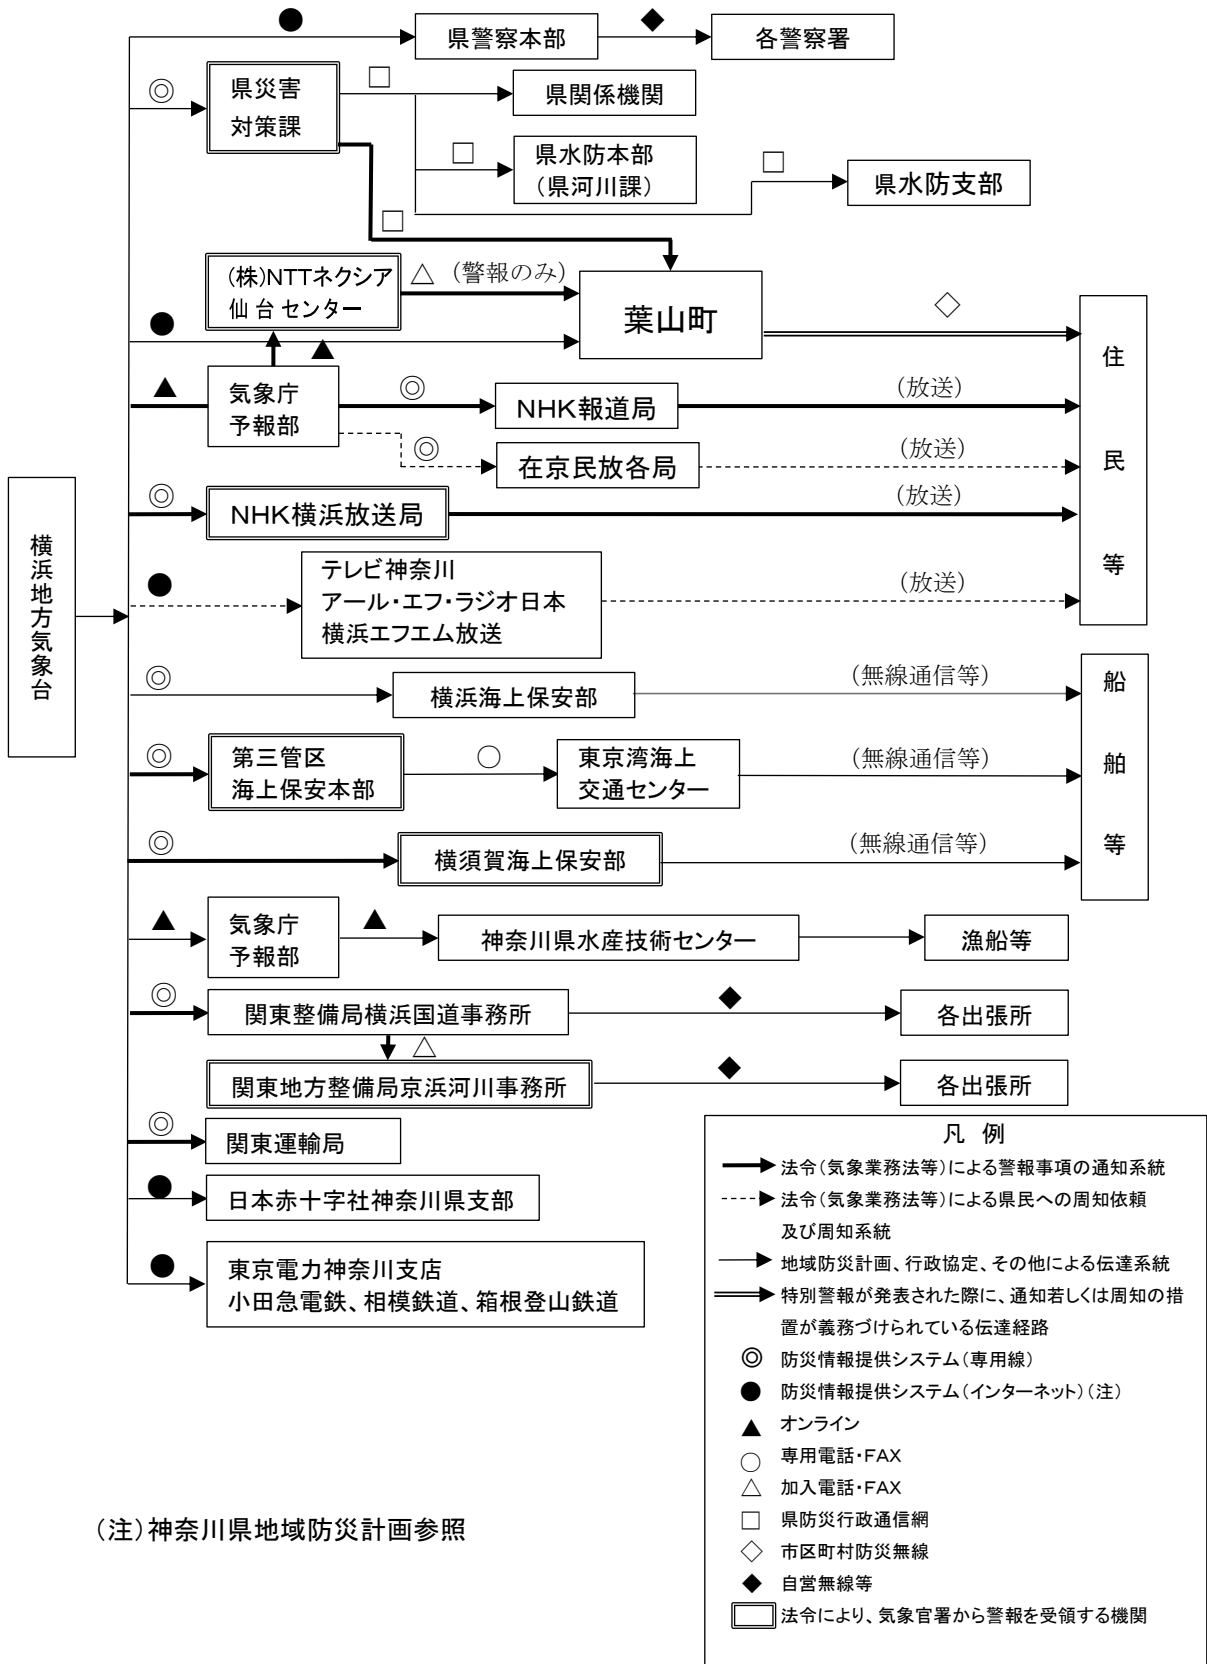 ● ◆
県警察本部 各警察署
◎ □
県災害
対策課
県関係機関
□
県水防本部
(県河川課)
□
県水防支部
□
(株)NTTネクシア
仙台センター
△ (警報のみ)
葉山町
◇
●
▲
▲
気象庁
予報部
◎
NHK報道局
(放送)
◎
在京民放各局
(放送)
◎
NHK横浜放送局
(放送)
住民等
横浜地方気象台
●
テレビ神奈川
アール・エフ・ラジオ日本
横浜エフエム放送
(放送)
◎
横浜海上保安部
(無線通信等)
◎
第三管区
海上保安本部
○
東京湾海上
交通センター
(無線通信等)
◎
横須賀海上保安部
(無線通信等)
船舶等
▲
気象庁
予報部
▲
神奈川県水産技術センター
漁船等
◎
関東整備局横浜国道事務所
◆
各出張所
△
関東地方整備局京浜河川事務所
◆
各出張所
◎
関東運輸局
●
日本赤十字社神奈川県支部
●
東京電力神奈川支店
小田急電鉄、相模鉄道、箱根登山鉄道
凡 例
法令(気象業務法等)による警報事項の通知系統
法令(気象業務法等)による県民への周知依頼
及び周知系統
地域防災計画、行政協定、その他による伝達系統
特別警報が発表された際に、通知若しくは周知の措
置が義務づけられている伝達経路
◎ 防災情報提供システム(専用線)
● 防災情報提供システム(インターネット)(注)
▲ オンライン
○ 専用電話・FAX
△ 加入電話・FAX
□ 県防災行政通信網
◇ 市区町村防災無線
◆ 自営無線等
法令により、気象官署から警報を受領する機関
(注)神奈川県地域防災計画参照